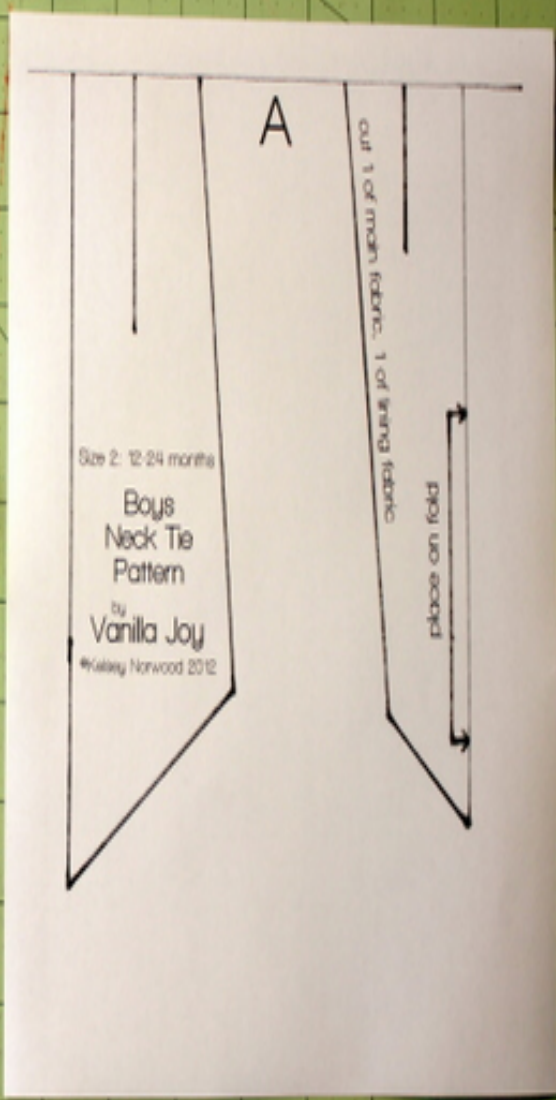 A
cut 1 of main fabric, 1 of lining fabric
Size 2: 12-24 months
Boys
Neck Tie
Pattern
by
Vanilla Joy
©Kelsey Norwood 2012
place on fold